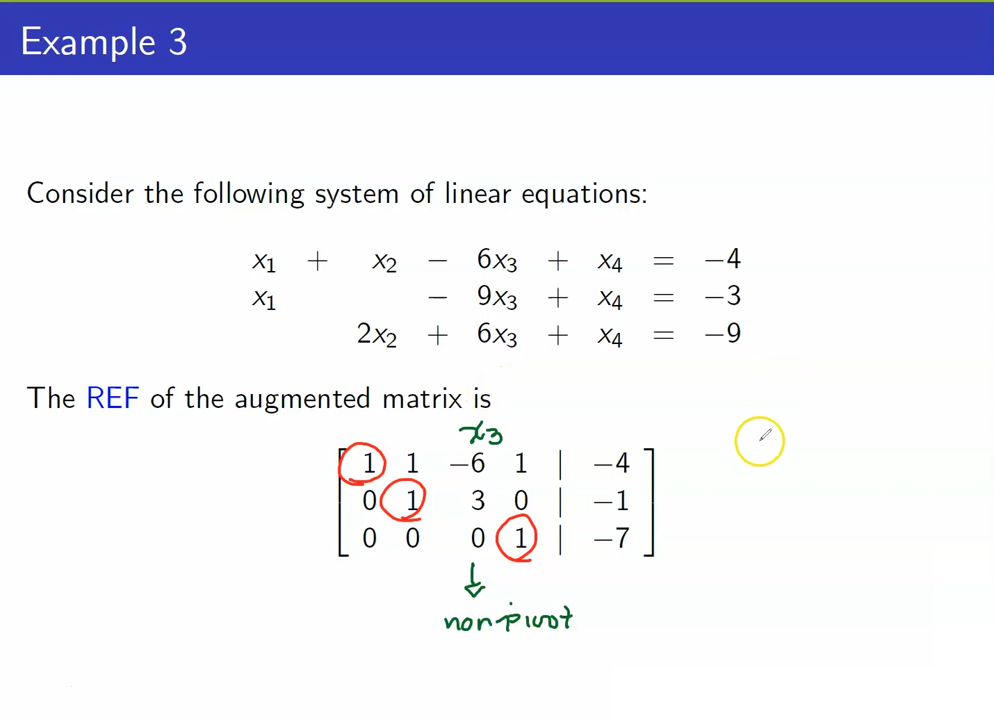 Example 3
Consider the following system of linear equations:
x₁ + x₂ − 6x₃ + x₄ = −4
x₁ − 9x₃ + x₄ = −3
2x₂ + 6x₃ + x₄ = −9
The REF of the augmented matrix is
x₃
1 1 −6 1 | −4
0 1 3 0 | −1
0 0 0 1 | −7
non-pivot